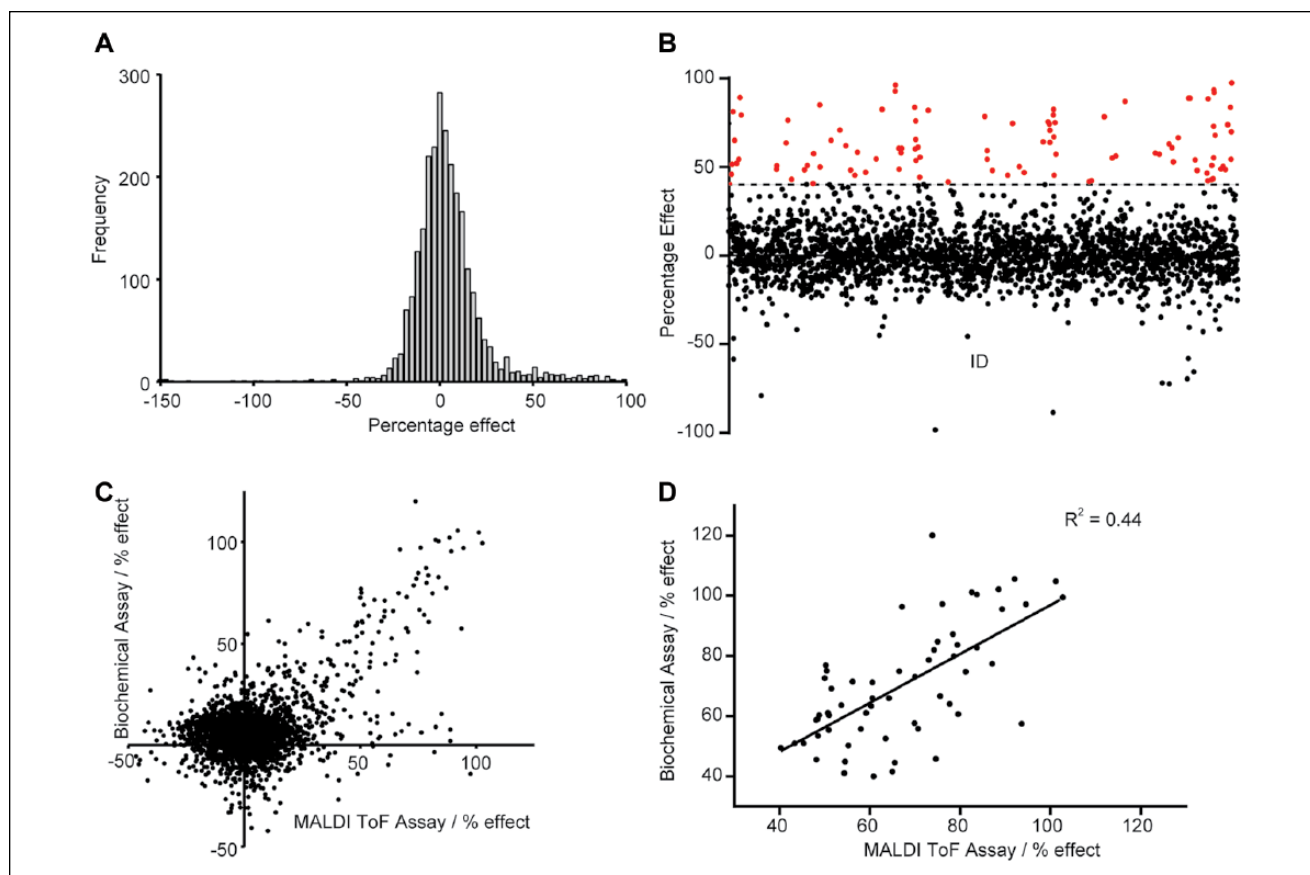 A
300
200
100
0
Frequency
-150
-100
-50
0
50
100
Percentage effect
B
100
50
0
-50
-100
Percentage Effect
ID
C
Biochemical Assay / % effect
100
50
-50
50
100
-50
MALDI ToF Assay / % effect
D
R² = 0.44
120
100
80
60
40
Biochemical Assay / % effect
40
60
80
100
120
MALDI ToF Assay / % effect